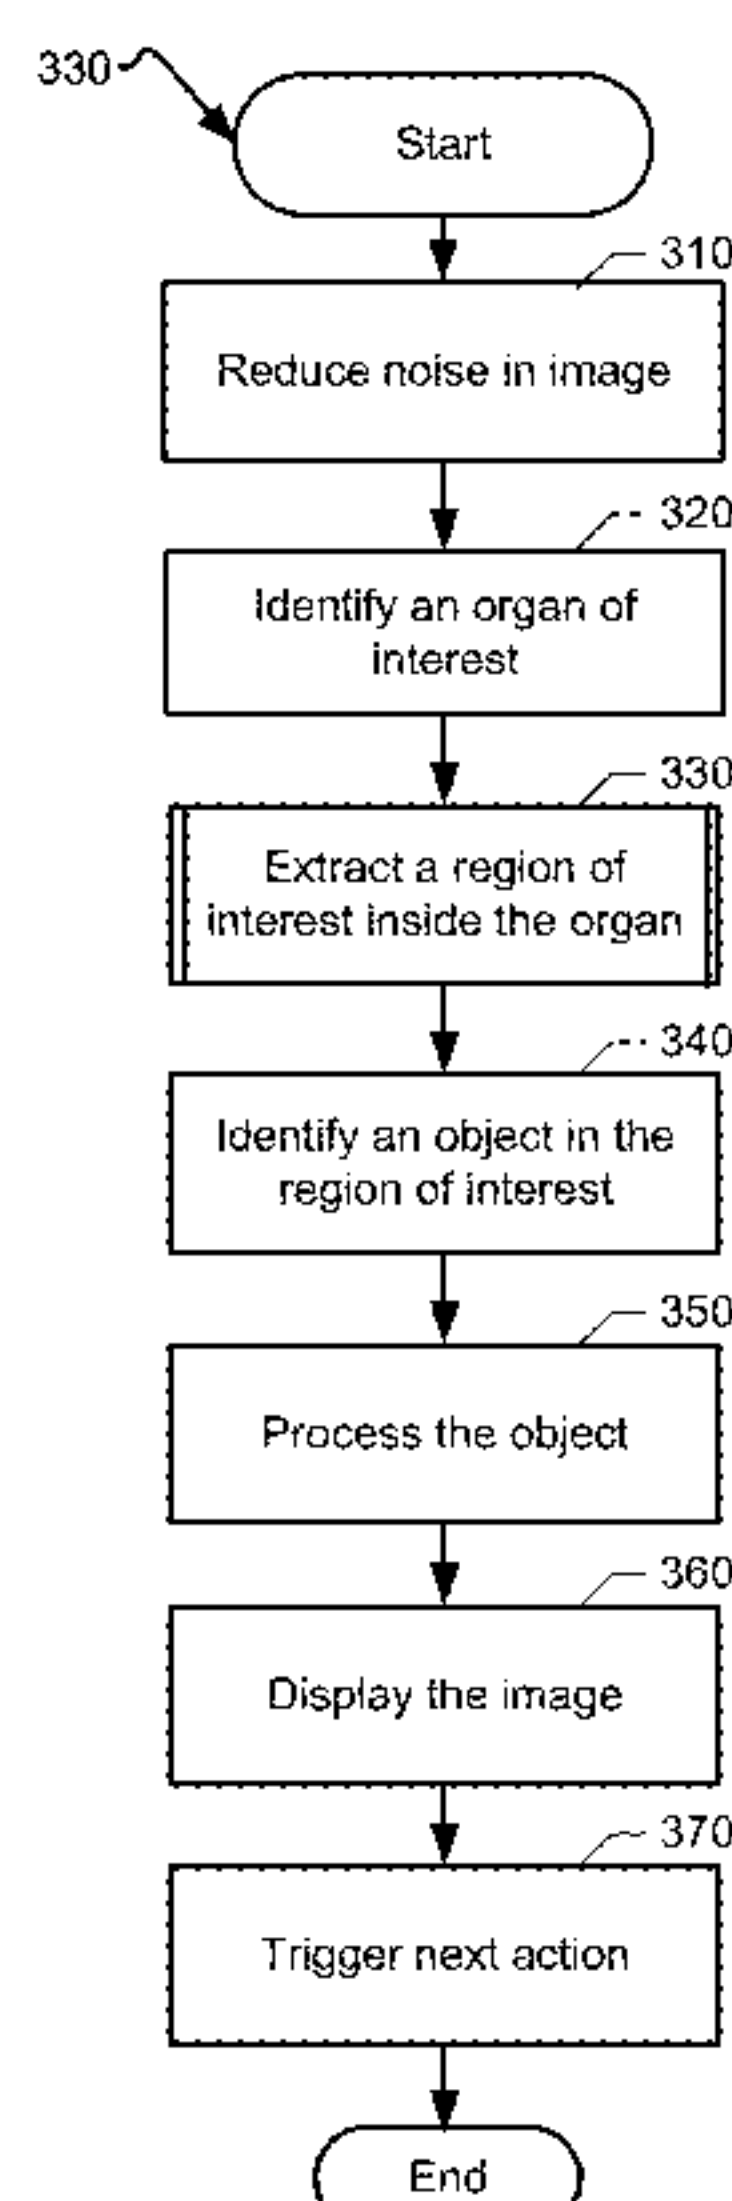 330
Start
310
Reduce noise in image
320
Identify an organ of
interest
330
Extract a region of
interest inside the organ
340
Identify an object in the
region of interest
350
Process the object
360
Display the image
370
Trigger next action
End